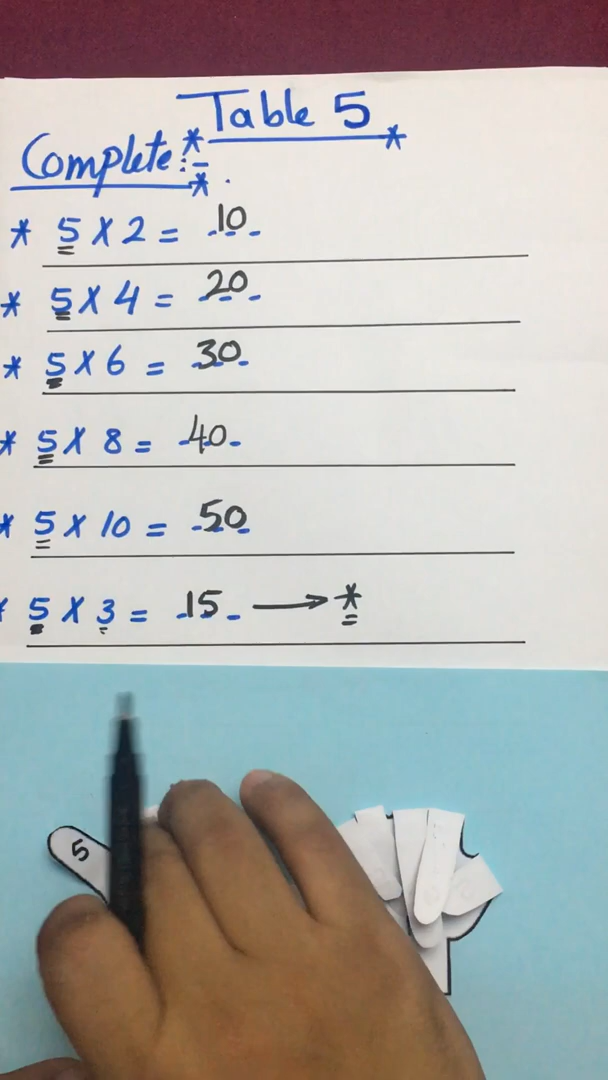 Table 5
Complete:-
* 5 X 2 = 10
* 5 X 4 = 20
* 5 X 6 = 30
* 5 X 8 = 40
* 5 X 10 = 50
* 5 X 3 = 15 → *
5